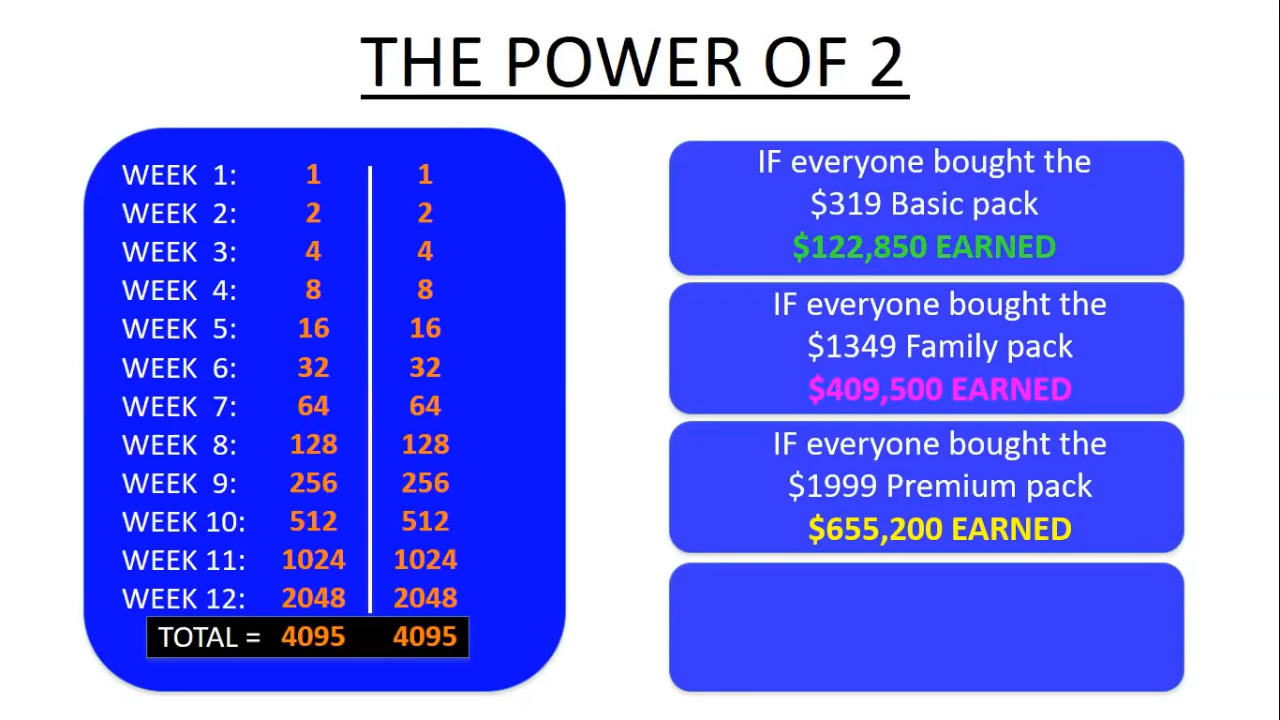 THE POWER OF 2
WEEK 1: 1 1
WEEK 2: 2 2
WEEK 3: 4 4
WEEK 4: 8 8
WEEK 5: 16 16
WEEK 6: 32 32
WEEK 7: 64 64
WEEK 8: 128 128
WEEK 9: 256 256
WEEK 10: 512 512
WEEK 11: 1024 1024
WEEK 12: 2048 2048
TOTAL = 4095 4095
IF everyone bought the
$319 Basic pack
$122,850 EARNED
IF everyone bought the
$1349 Family pack
$409,500 EARNED
IF everyone bought the
$1999 Premium pack
$655,200 EARNED